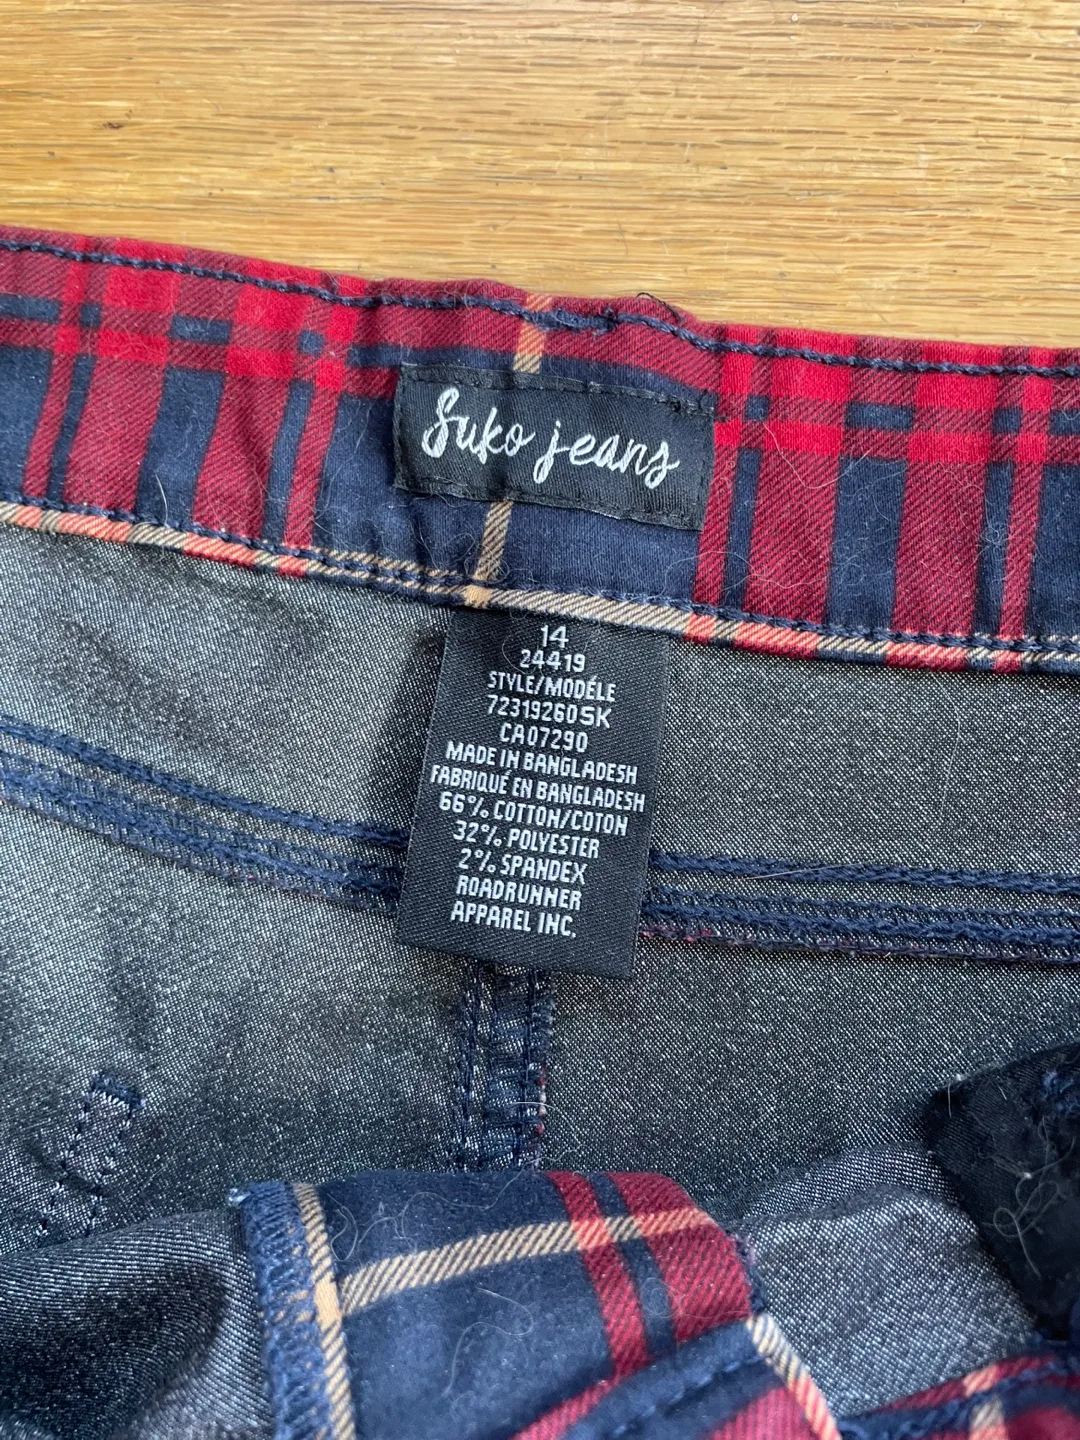 Suko jeans
14
24419
STYLE/MODÉLE
72319260SK
CA07290
MADE IN BANGLADESH
FABRIQUÉ EN BANGLADESH
66% COTTON/COTON
32% POLYESTER
2% SPANDEX
ROADRUNNER
APPAREL INC.